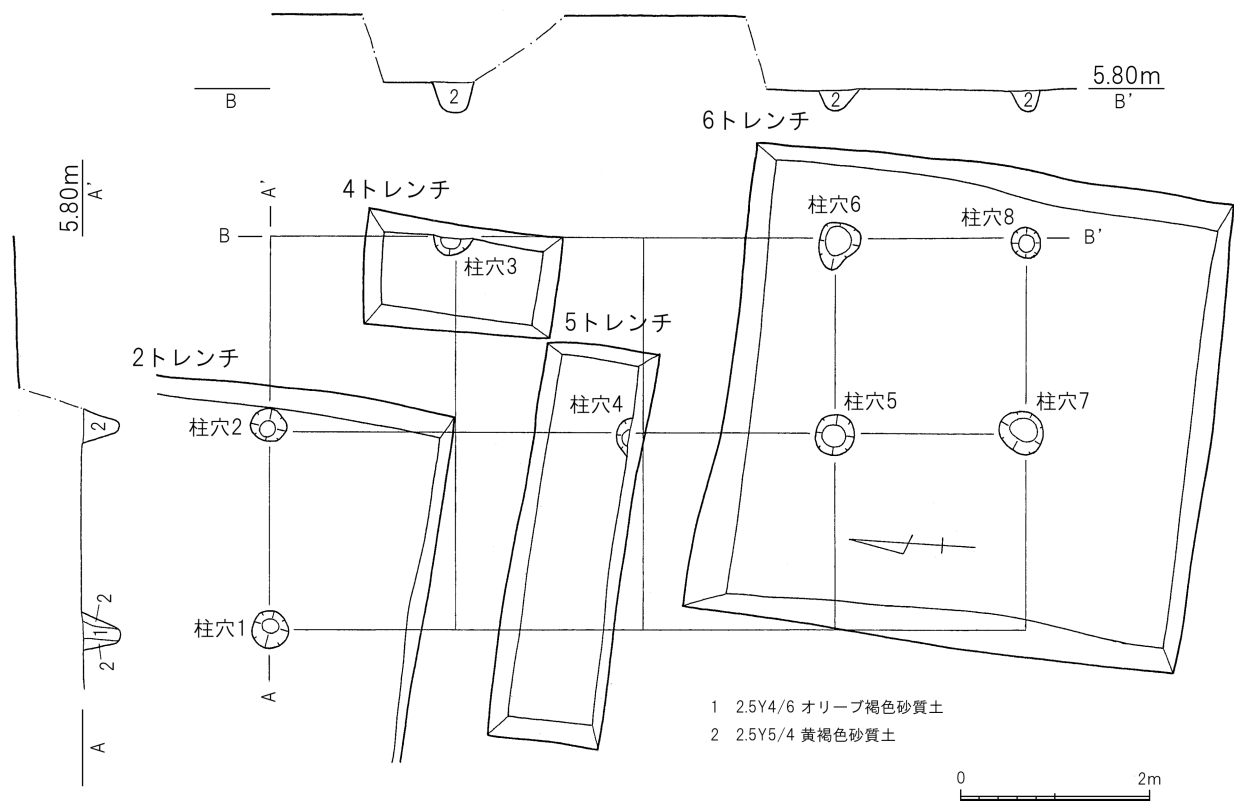 2
2
2
5.80m
B
B'
6トレンチ
5.80m
A'
A'
4トレンチ
柱穴6
柱穴8
B
B'
柱穴3
5トレンチ
2トレンチ
柱穴4
柱穴5
柱穴7
2
柱穴2
2
1
2
柱穴1
A
A
1 2.5Y4/6 オリーブ褐色砂質土
2 2.5Y5/4 黄褐色砂質土
0 2m